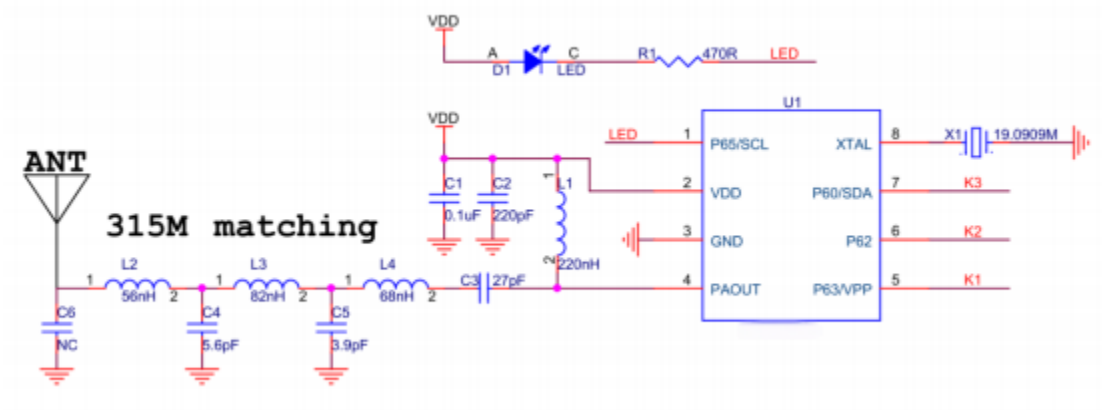 VDD
A C
D1 LED
R1 470R LED
U1
VDD
LED 1 P65/SCL XTAL 8 X1 19.0909M
C1 C2 1 L1
0.1uF 220pF
2 VDD P60/SDA 7 K3
3 GND P62 6 K2
2 220nH
4 PAOUT P63/VPP 5 K1
ANT
315M matching
L2 L3 L4
1 56nH 2 1 82nH 2 1 68nH 2 C3 27pF
C6 C4 C5
NC 5.6pF 3.9pF